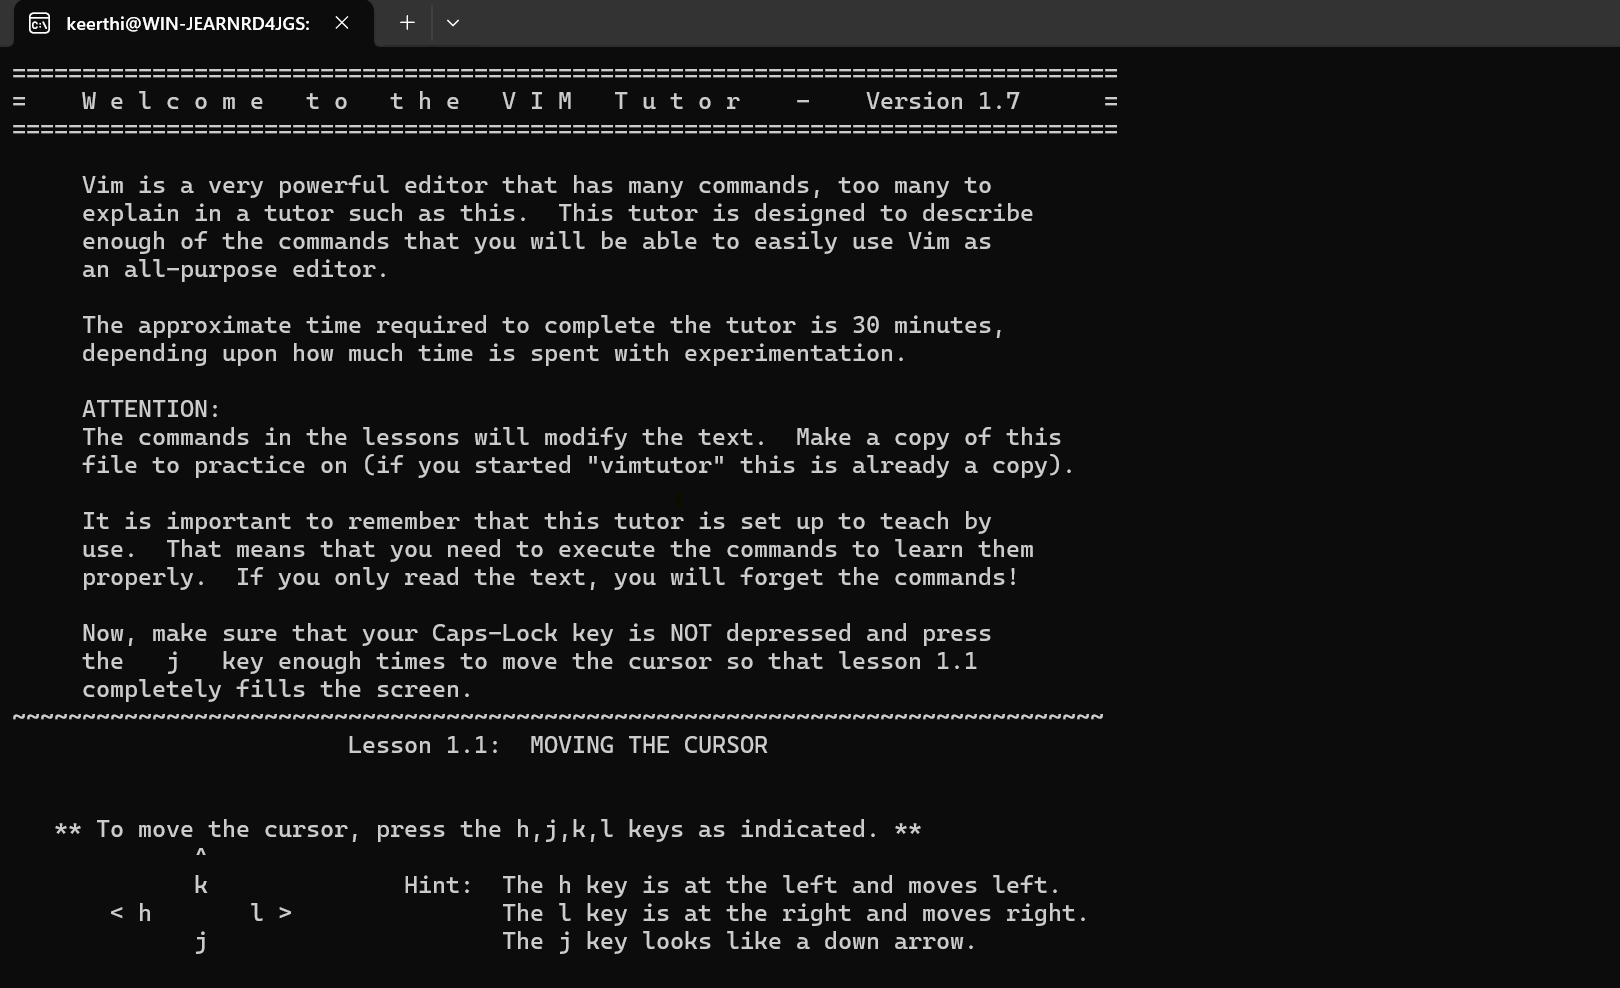 keerthi@WIN-JEARNRD4JGS:
===============================================================================
=    W e l c o m e   t o   t h e   V I M   T u t o r    -    Version 1.7      =
===============================================================================
Vim is a very powerful editor that has many commands, too many to
explain in a tutor such as this.  This tutor is designed to describe
enough of the commands that you will be able to easily use Vim as
an all-purpose editor.
The approximate time required to complete the tutor is 30 minutes,
depending upon how much time is spent with experimentation.
ATTENTION:
The commands in the lessons will modify the text.  Make a copy of this
file to practice on (if you started "vimtutor" this is already a copy).
It is important to remember that this tutor is set up to teach by
use.  That means that you need to execute the commands to learn them
properly.  If you only read the text, you will forget the commands!
Now, make sure that your Caps-Lock key is NOT depressed and press
the   j   key enough times to move the cursor so that lesson 1.1
completely fills the screen.
~~~~~~~~~~~~~~~~~~~~~~~~~~~~~~~~~~~~~~~~~~~~~~~~~~~~~~~~~~~~~~~~~~~~~~~~~~~~~~
Lesson 1.1:  MOVING THE CURSOR
** To move the cursor, press the h,j,k,l keys as indicated. **
^
k              Hint:  The h key is at the left and moves left.
< h       l >               The l key is at the right and moves right.
j                     The j key looks like a down arrow.